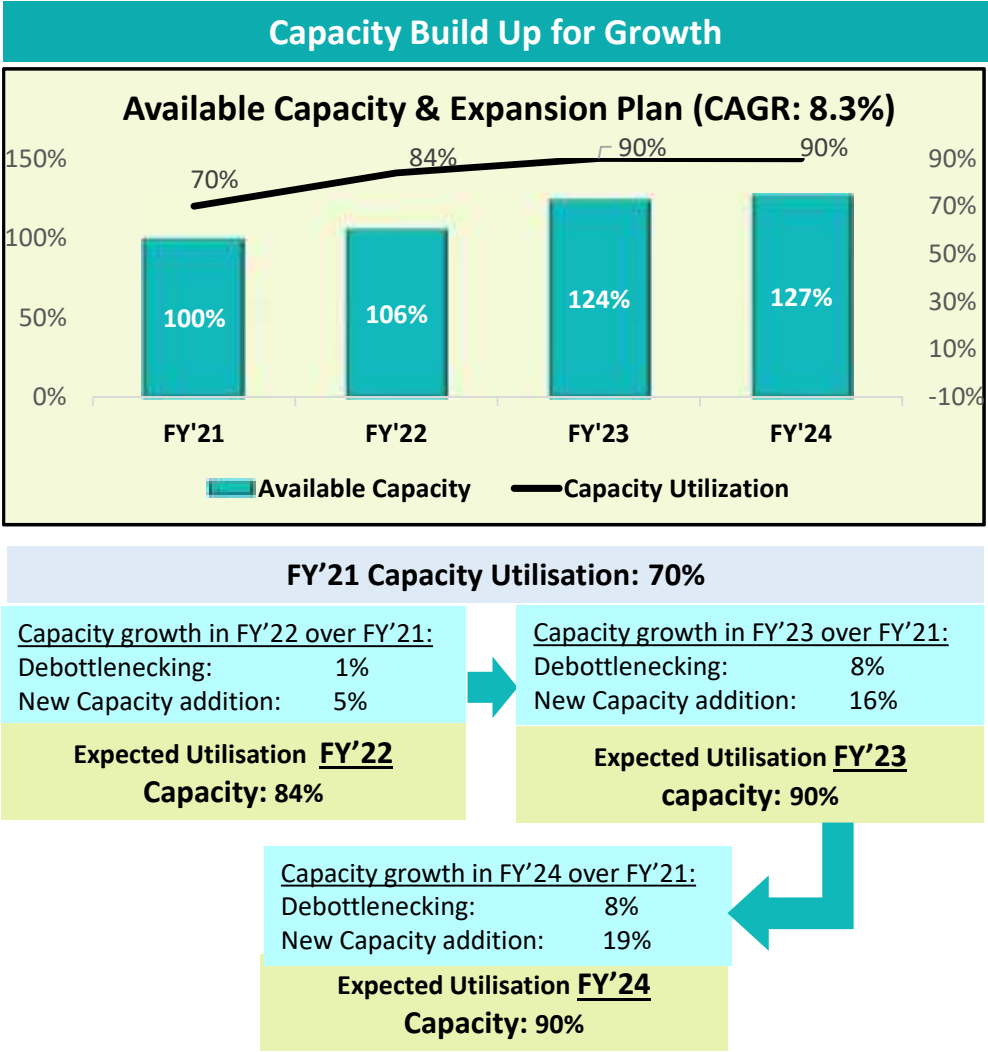 Capacity Build Up for Growth
Available Capacity & Expansion Plan (CAGR: 8.3%)
150%
100%
50%
0%
70%
84%
90%
90%
90%
70%
50%
30%
10%
-10%
100%
106%
124%
127%
FY'21
FY'22
FY'23
FY'24
Available Capacity
Capacity Utilization
FY’21 Capacity Utilisation: 70%
Capacity growth in FY’22 over FY’21:
Debottlenecking: 1%
New Capacity addition: 5%
Expected Utilisation FY’22
Capacity: 84%
Capacity growth in FY’23 over FY’21:
Debottlenecking: 8%
New Capacity addition: 16%
Expected Utilisation FY’23
capacity: 90%
Capacity growth in FY’24 over FY’21:
Debottlenecking: 8%
New Capacity addition: 19%
Expected Utilisation FY’24
Capacity: 90%